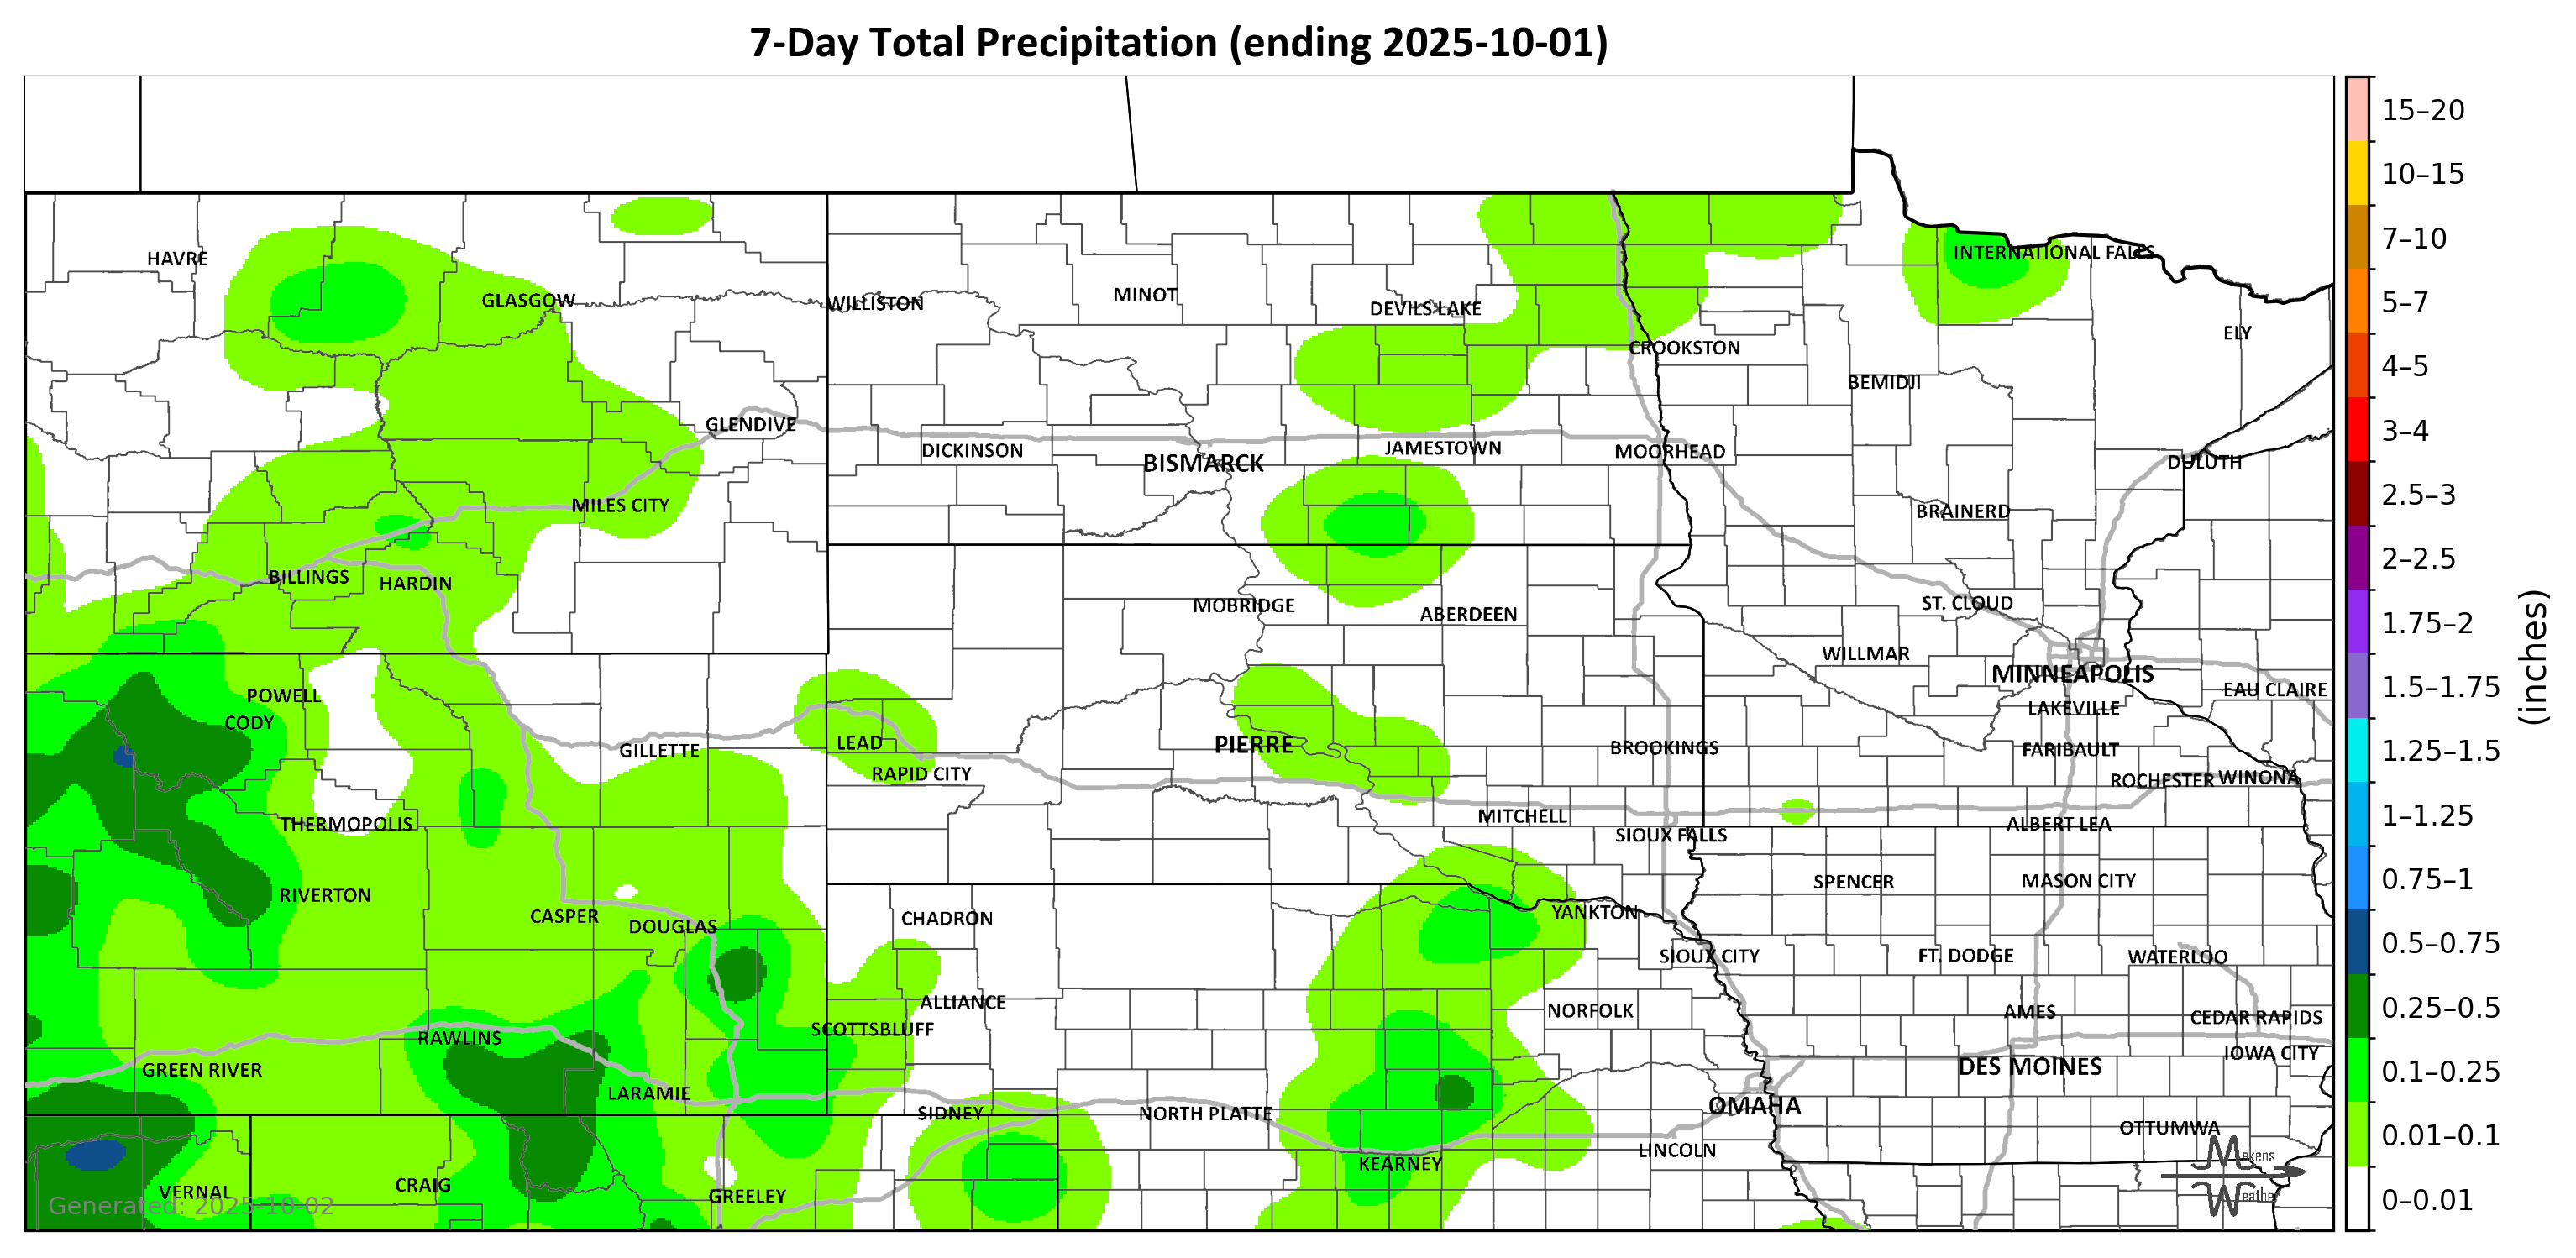 7-Day Total Precipitation (ending 2025-10-01)
15–20
10–15
7–10
5–7
4–5
3–4
2.5–3
2–2.5
1.75–2
1.5–1.75
1.25–1.5
1–1.25
0.75–1
0.5–0.75
0.25–0.5
0.1–0.25
0.01–0.1
0–0.01
(inches)
HAVRE
INTERNATIONAL FALLS
GLASGOW
WILLISTON
MINOT
DEVILS LAKE
ELY
CROOKSTON
BEMIDJI
GLENDIVE
DICKINSON
BISMARCK
JAMESTOWN
MOORHEAD
DULUTH
MILES CITY
BRAINERD
BILLINGS
HARDIN
MOBRIDGE
ABERDEEN
ST. CLOUD
WILLMAR
MINNEAPOLIS
POWELL
EAU CLAIRE
CODY
LAKEVILLE
GILLETTE
LEAD
PIERRE
BROOKINGS
FARIBAULT
RAPID CITY
ROCHESTER
WINONA
THERMOPOLIS
MITCHELL
SIOUX FALLS
ALBERT LEA
RIVERTON
SPENCER
MASON CITY
CASPER
DOUGLAS
CHADRON
YANKTON
SIOUX CITY
FT. DODGE
WATERLOO
ALLIANCE
NORFOLK
AMES
CEDAR RAPIDS
RAWLINS
SCOTTSBLUFF
IOWA CITY
GREEN RIVER
DES MOINES
LARAMIE
SIDNEY
NORTH PLATTE
OMAHA
OTTUMWA
LINCOLN
KEARNEY
VERNAL
CRAIG
GREELEY
Generated: 2025-10-02
Makens
Weather